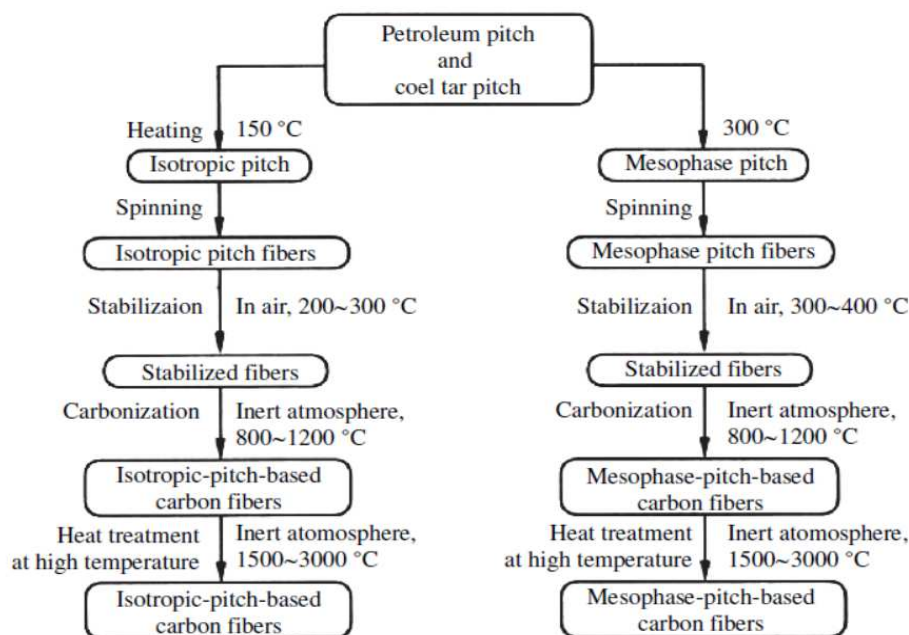 Petroleum pitch
and
coel tar pitch
Heating 150 °C
300 °C
Isotropic pitch
Mesophase pitch
Spinning
Spinning
Isotropic pitch fibers
Mesophase pitch fibers
Stabilizaion In air, 200~300 °C
Stabilizaion In air, 300~400 °C
Stabilized fibers
Stabilized fibers
Carbonization Inert atmosphere,
800~1200 °C
Carbonization Inert atmosphere,
800~1200 °C
Isotropic-pitch-based
carbon fibers
Mesophase-pitch-based
carbon fibers
Heat treatment Inert atomosphere,
at high temperature 1500~3000 °C
Heat treatment Inert atomosphere,
at high temperature 1500~3000 °C
Isotropic-pitch-based
carbon fibers
Mesophase-pitch-based
carbon fibers